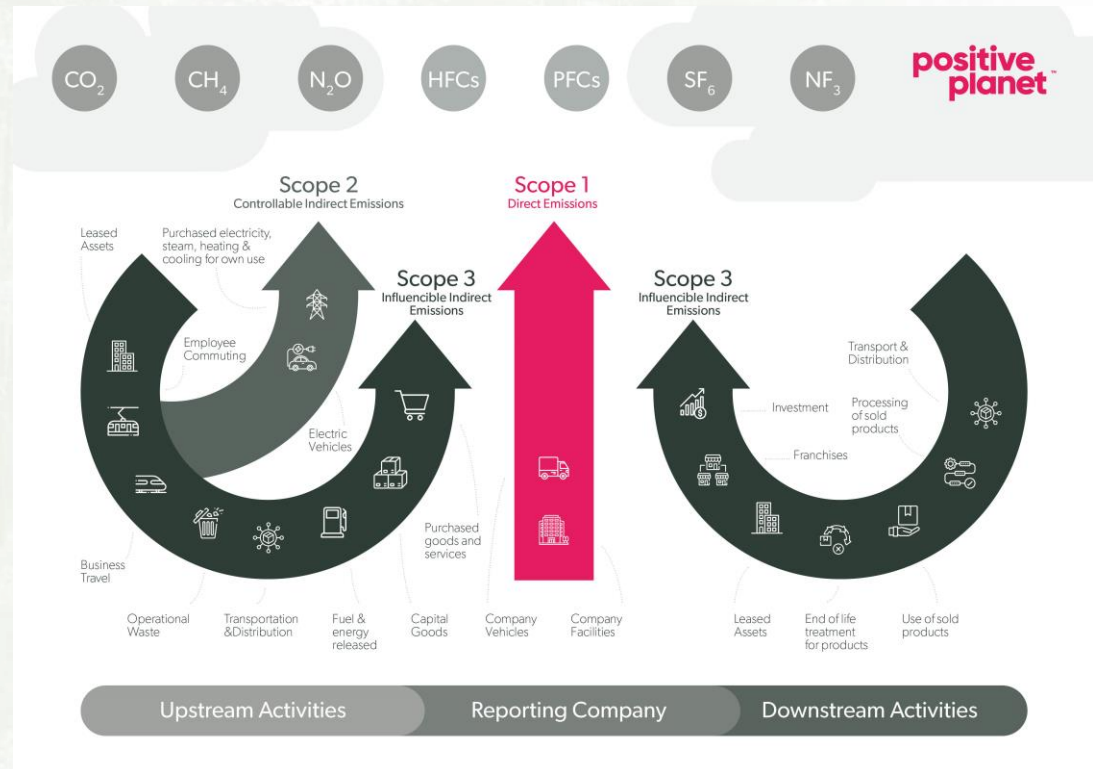 CO₂
CH₄
N₂O
HFCs
PFCs
SF₆
NF₃
positive
planet™
Scope 2
Controllable Indirect Emissions
Scope 1
Direct Emissions
Leased
Assets
Purchased electricity,
steam, heating &
cooling for own use
Scope 3
Influencible Indirect
Emissions
Scope 3
Influencible Indirect
Emissions
Employee
Commuting
Electric
Vehicles
Transport &
Distribution
Investment
Processing
of sold
products
Franchises
Purchased
goods and
services
Business
Travel
Operational
Waste
Transportation
&Distribution
Fuel &
energy
released
Capital
Goods
Company
Vehicles
Company
Facilities
Leased
Assets
End of life
treatment
for products
Use of sold
products
Upstream Activities
Reporting Company
Downstream Activities